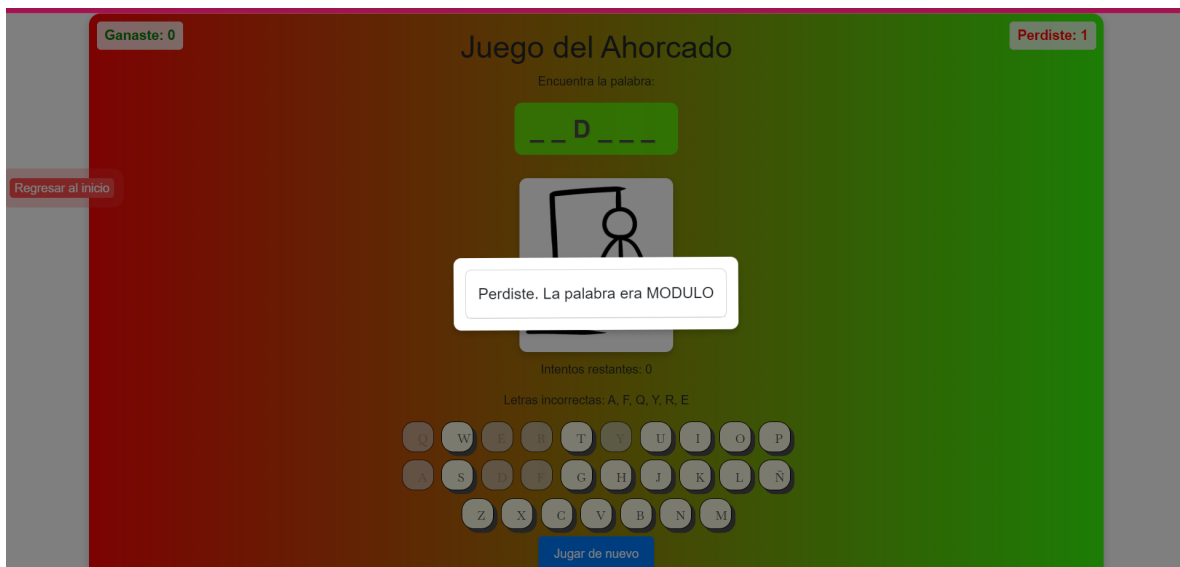 Ganaste: 0
Perdiste: 1
Juego del Ahorcado
Encuentra la palabra:
_ _ D _ _ _
Regresar al inicio
Perdiste. La palabra era MODULO
Intentos restantes: 0
Letras incorrectas: A, F, Q, Y, R, E
Q W E R T Y U I O P
A S D F G H J K L Ñ
Z X C V B N M
Jugar de nuevo